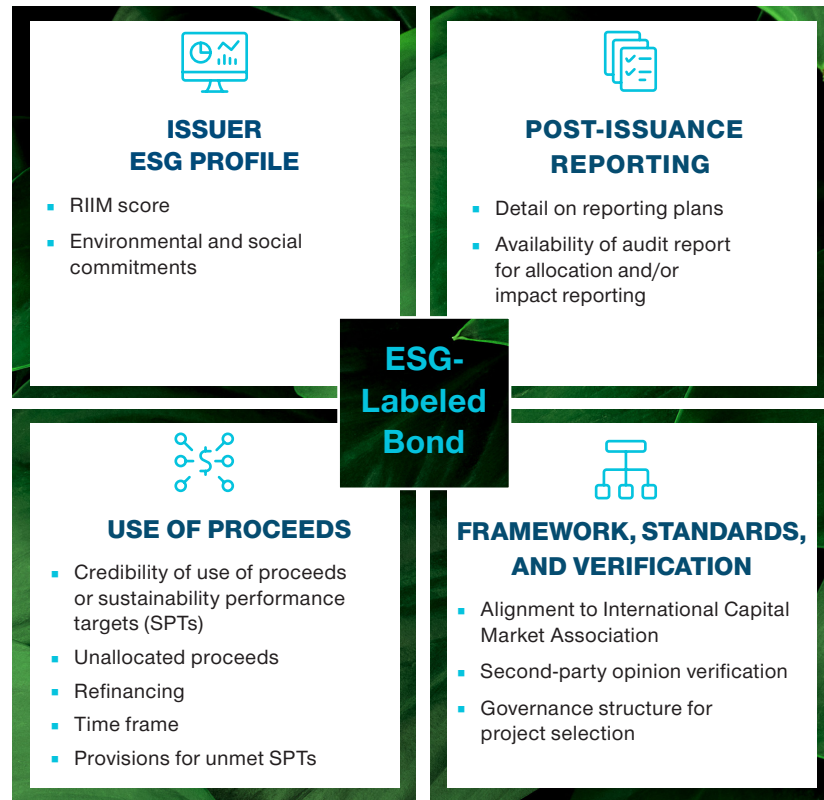 ISSUER
ESG PROFILE
RIIM score
Environmental and social
commitments
POST-ISSUANCE
REPORTING
Detail on reporting plans
Availability of audit report
for allocation and/or
impact reporting
ESG-
Labeled
Bond
USE OF PROCEEDS
Credibility of use of proceeds
or sustainability performance
targets (SPTs)
Unallocated proceeds
Refinancing
Time frame
Provisions for unmet SPTs
FRAMEWORK, STANDARDS,
AND VERIFICATION
Alignment to International Capital
Market Association
Second-party opinion verification
Governance structure for
project selection